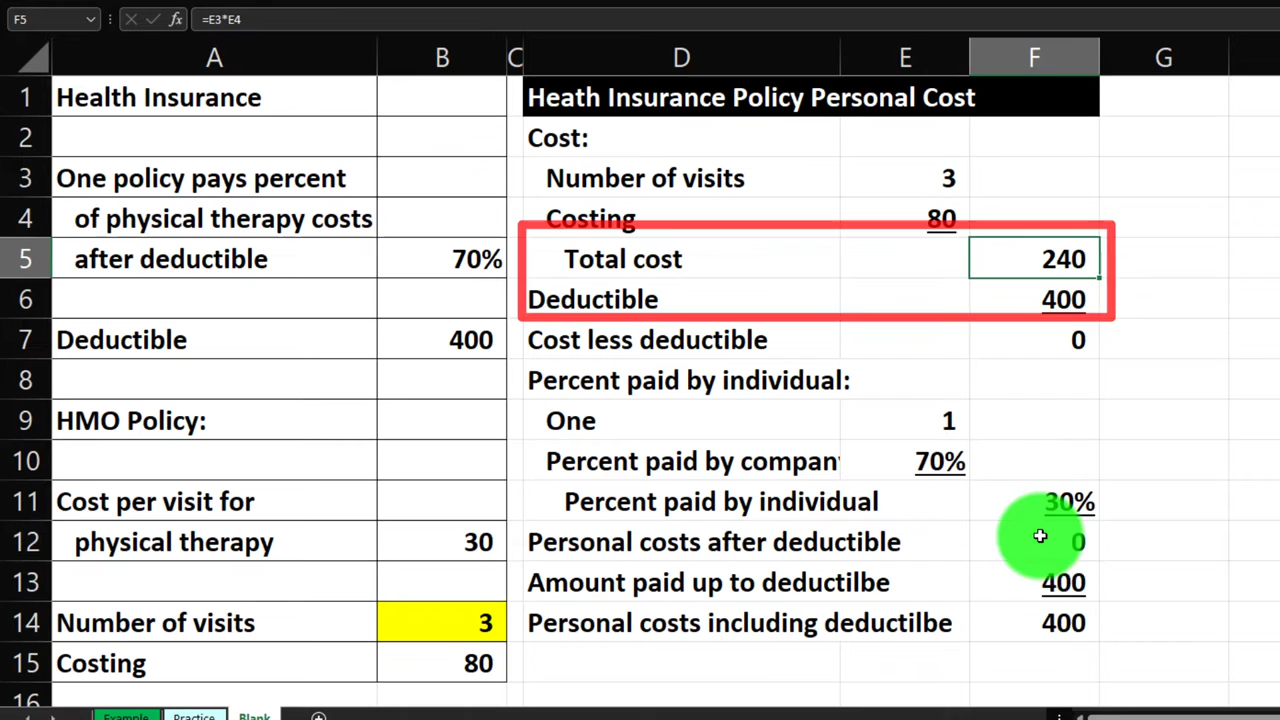 F5 fx =E3*E4
A B C D E F G
1 Health Insurance Heath Insurance Policy Personal Cost
2 Cost:
3 One policy pays percent Number of visits 3
4 of physical therapy costs Costing 80
5 after deductible 70% Total cost 240
6 Deductible 400
7 Deductible 400 Cost less deductible 0
8 Percent paid by individual:
9 HMO Policy: One 1
10 Percent paid by compan 70%
11 Cost per visit for Percent paid by individual 30%
12 physical therapy 30 Personal costs after deductible 0
13 Amount paid up to deductilbe 400
14 Number of visits 3 Personal costs including deductilbe 400
15 Costing 80
16
Example Practice Blank